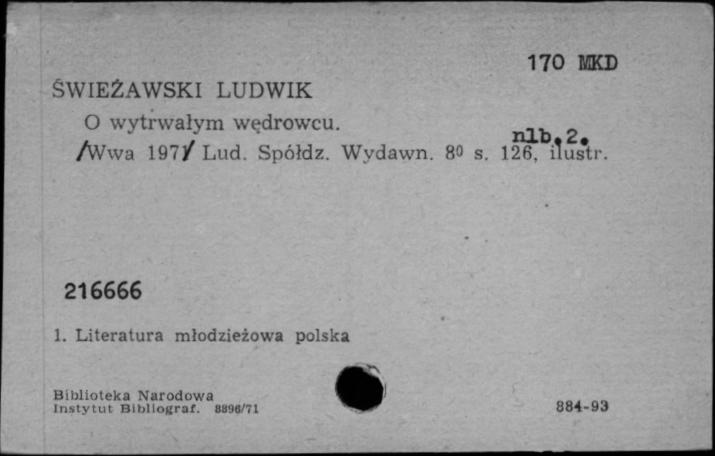 170 MKD
ŚWIEŻAWSKI LUDWIK
O wytrwałym wędrowcu.
nlb.2.
/Wwa 1971/ Lud. Spółdz. Wydawn. 8⁰ s. 126, ilustr.
216666
1. Literatura młodzieżowa polska
Biblioteka Narodowa
Instytut Bibliograf. 8896/71
884-93